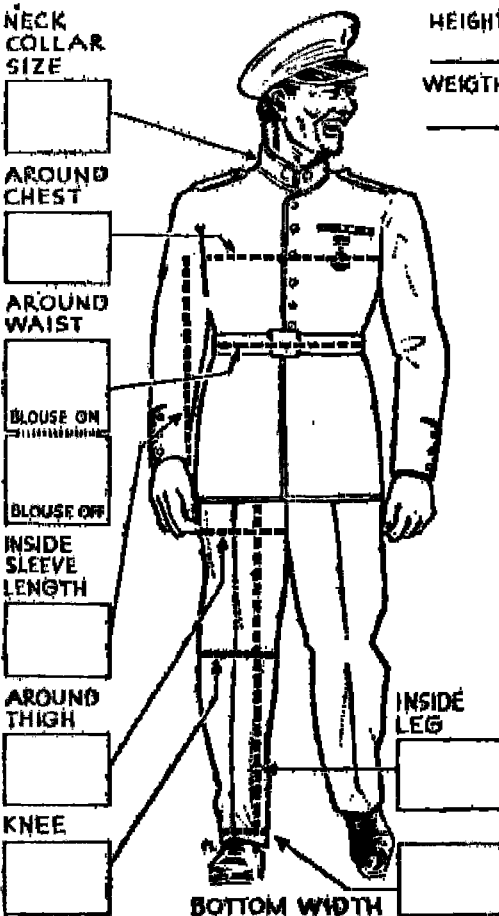 NECK
COLLAR
SIZE
HEIGHT
WEIGTH
AROUND
CHEST
AROUND
WAIST
BLOUSE ON
BLOUSE OFF
INSIDE
SLEEVE
LENGTH
AROUND
THIGH
INSIDE
LEG
KNEE
BOTTOM WIDTH